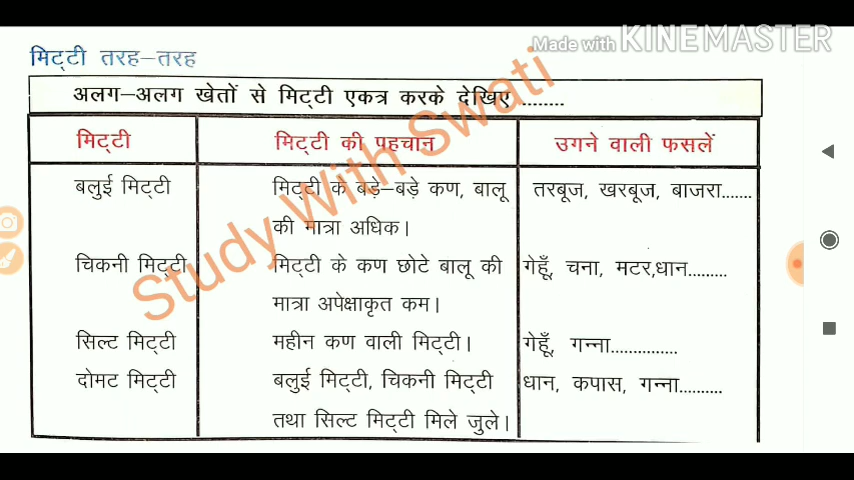 Made with KINEMASTER
मिट्टी तरह-तरह
अलग-अलग खेतों से मिट्टी एकत्र करके देखिए ........
मिट्टी मिट्टी की पहचान उगने वाली फसलें
बलुई मिट्टी मिट्टी के बड़े-बड़े कण, बालू तरबूज, खरबूज, बाजरा......
की मात्रा अधिक।
चिकनी मिट्टी मिट्टी के कण छोटे बालू की गेहूँ, चना, मटर,धान.........
मात्रा अपेक्षाकृत कम।
सिल्ट मिट्टी महीन कण वाली मिट्टी। गेहूँ, गन्ना...............
दोमट मिट्टी बलुई मिट्टी, चिकनी मिट्टी धान, कपास, गन्ना..........
तथा सिल्ट मिट्टी मिले जुले।
Study With Swati